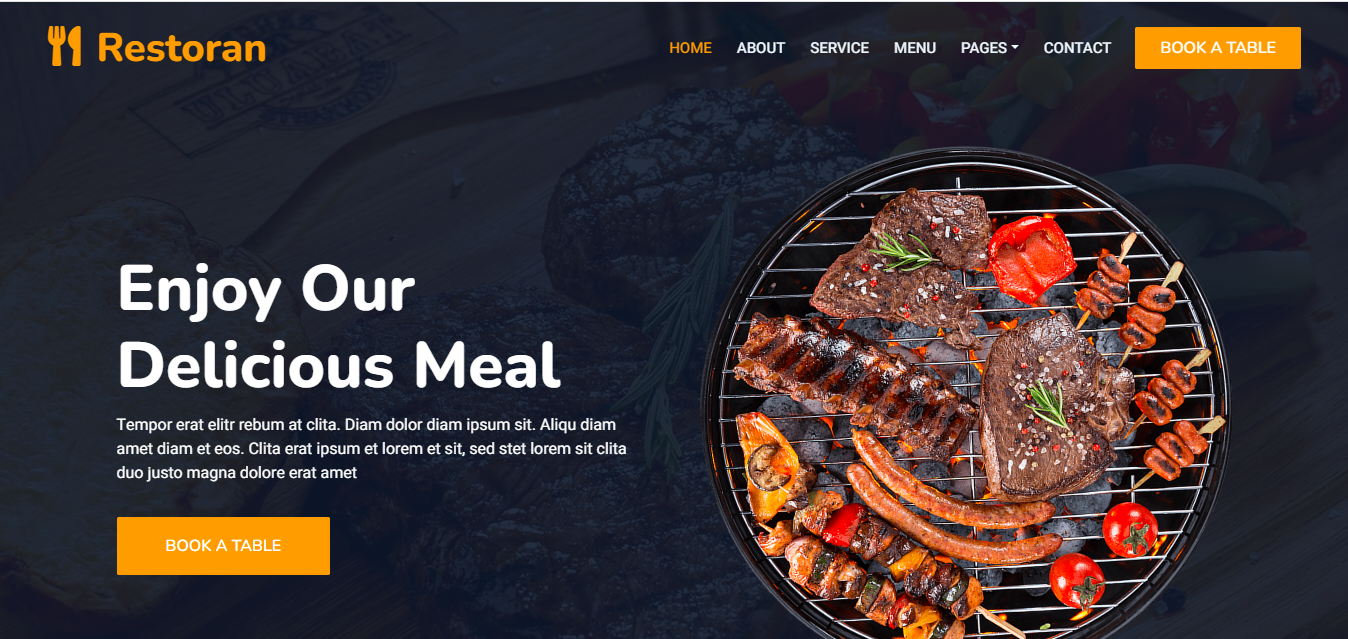 Restoran
HOME ABOUT SERVICE MENU PAGES CONTACT BOOK A TABLE
Enjoy Our
Delicious Meal
Tempor erat elitr rebum at clita. Diam dolor diam ipsum sit. Aliqu diam
amet diam et eos. Clita erat ipsum et lorem et sit, sed stet lorem sit clita
duo justo magna dolore erat amet
BOOK A TABLE